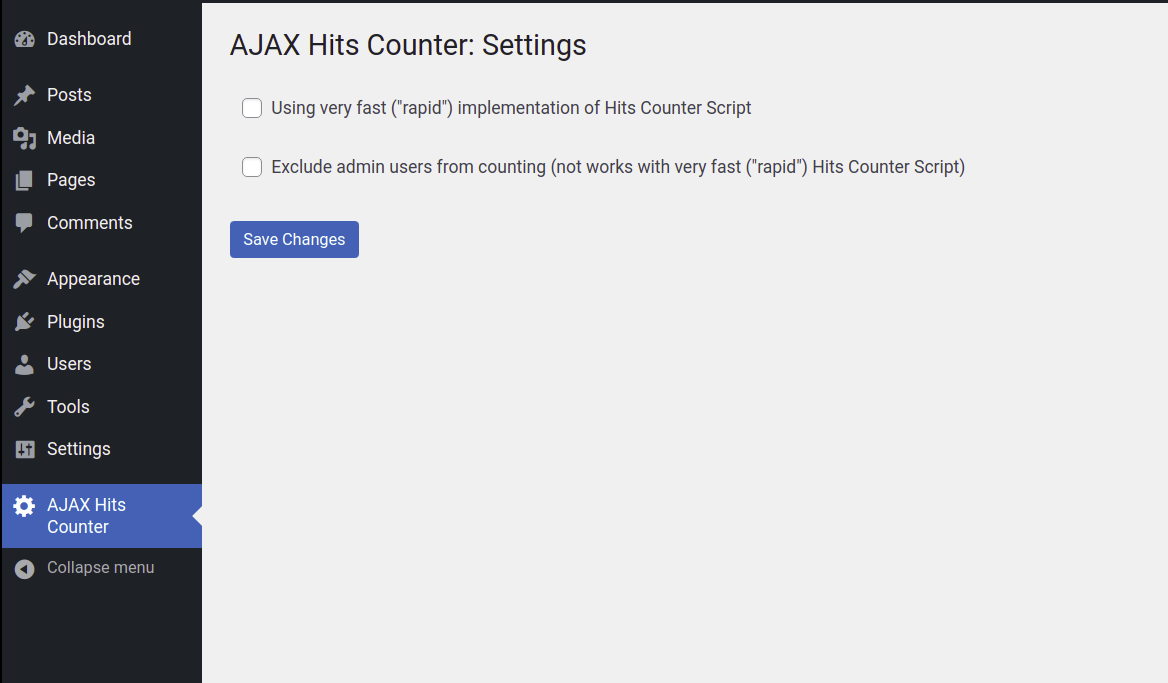 Dashboard
Posts
Media
Pages
Comments
Appearance
Plugins
Users
Tools
Settings
AJAX Hits
Counter
Collapse menu
AJAX Hits Counter: Settings
Using very fast ("rapid") implementation of Hits Counter Script
Exclude admin users from counting (not works with very fast ("rapid") Hits Counter Script)
Save Changes